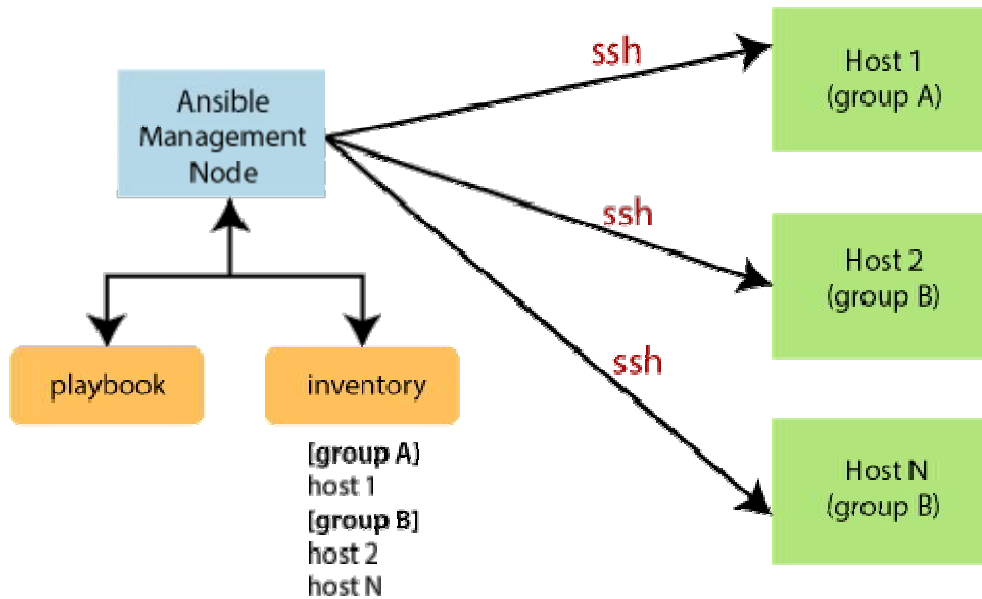 Ansible
Management
Node
ssh
ssh
ssh
Host 1
(group A)
Host 2
(group B)
Host N
(group B)
playbook
inventory
[group A]
host 1
[group B]
host 2
host N